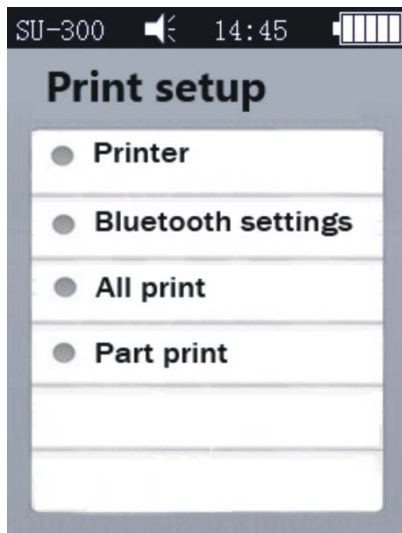 SU-300 14:45
Print setup
Printer
Bluetooth settings
All print
Part print